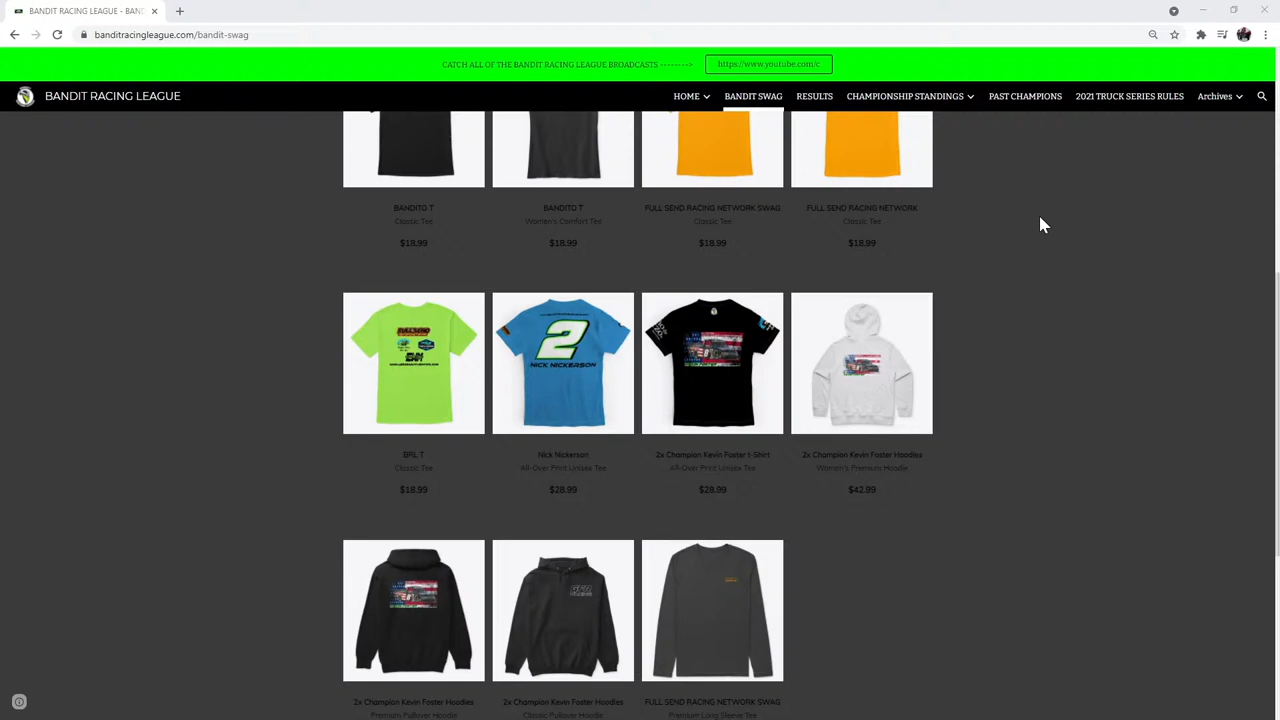 BANDIT RACING LEAGUE - BAND
banditracingleague.com/bandit-swag
CATCH ALL OF THE BANDIT RACING LEAGUE BROADCASTS -------->
https://www.youtube.com/c
BANDIT RACING LEAGUE
HOME
BANDIT SWAG
RESULTS
CHAMPIONSHIP STANDINGS
PAST CHAMPIONS
2021 TRUCK SERIES RULES
Archives
BANDITO T
Classic Tee
$18.99
BANDITO T
Women's Comfort Tee
$18.99
FULL SEND RACING NETWORK SWAG
Classic Tee
$18.99
FULL SEND RACING NETWORK
Classic Tee
$18.99
FULLSEND
2
NICK NICKERSON
BRL T
Classic Tee
$18.99
Nick Nickerson
All-Over Print Unisex Tee
$28.99
2x Champion Kevin Foster t-Shirt
All-Over Print Unisex Tee
$28.99
2x Champion Kevin Foster Hoodies
Women's Premium Hoodie
$42.99
2x Champion Kevin Foster Hoodies
Premium Pullover Hoodie
2x Champion Kevin Foster Hoodies
Classic Pullover Hoodie
FULL SEND RACING NETWORK SWAG
Premium Long Sleeve Tee